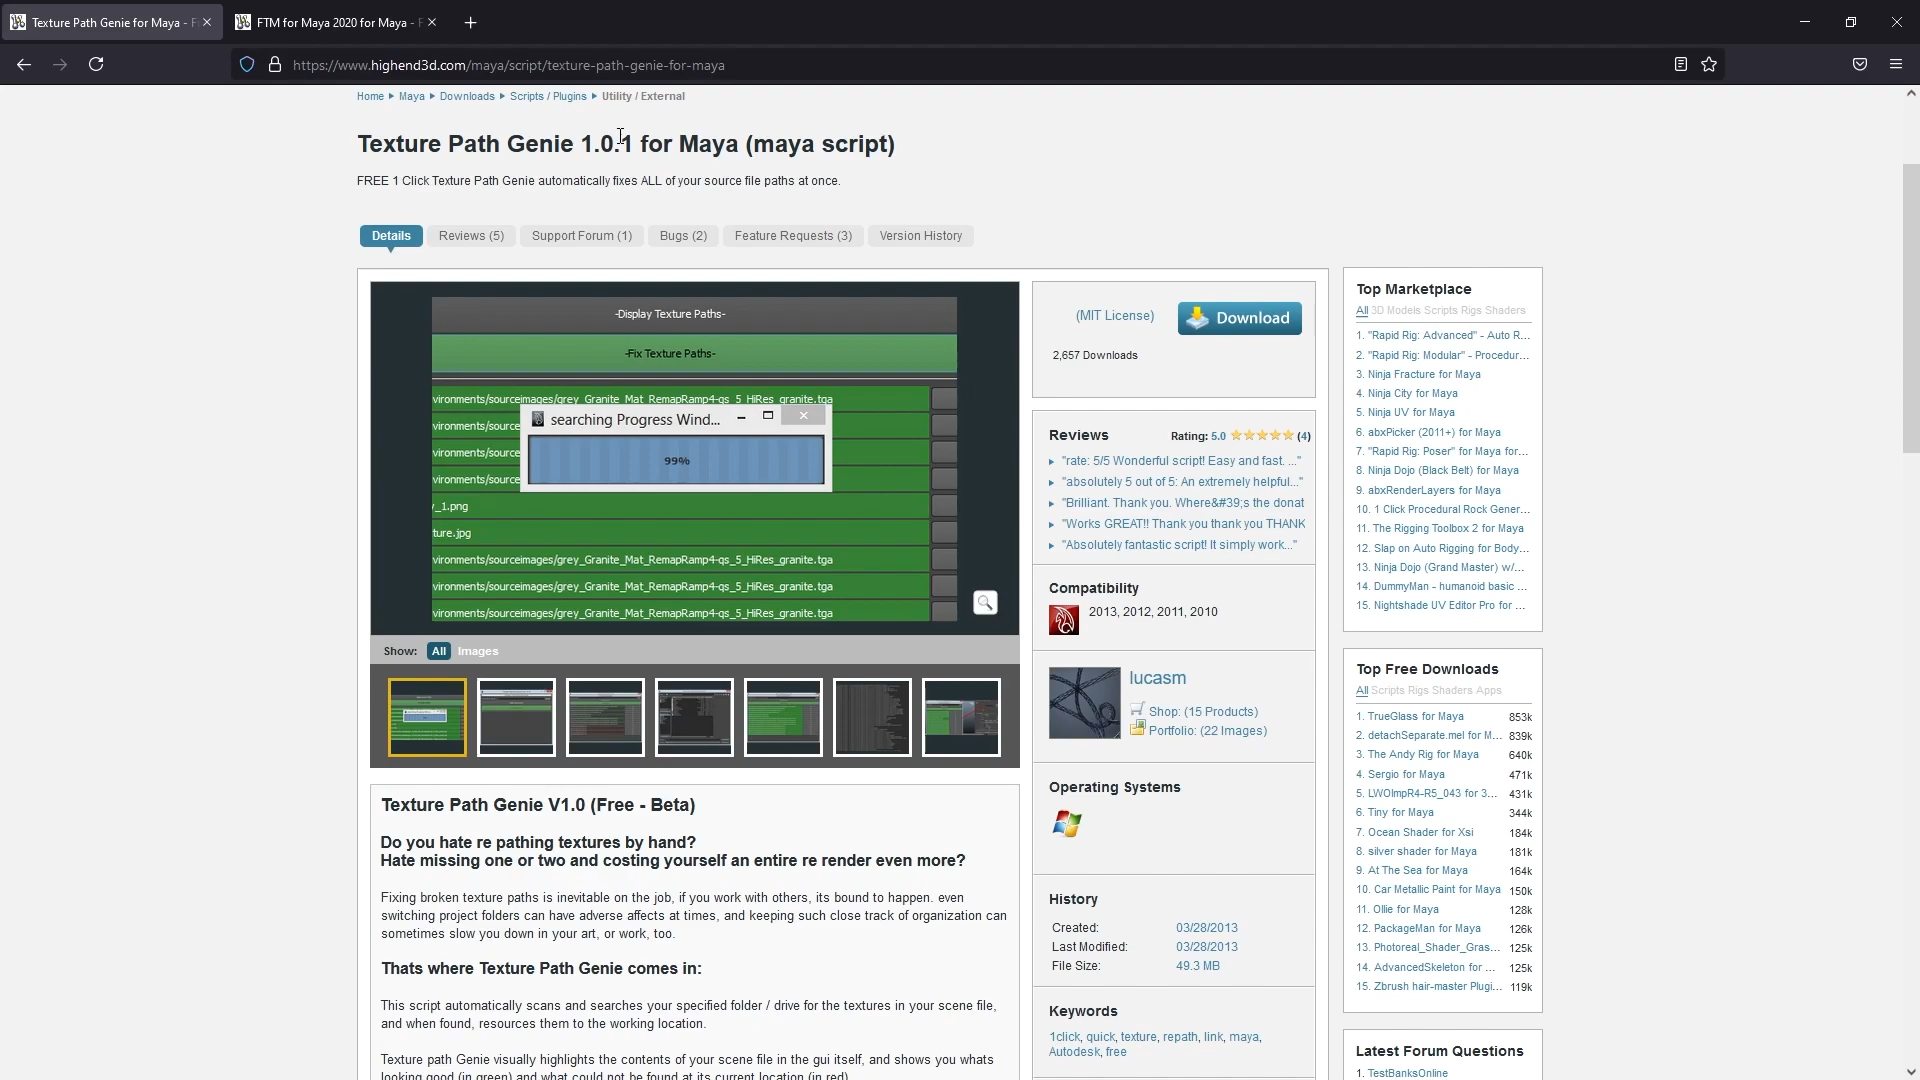 Texture Path Genie for Maya - F
FTM for Maya 2020 for Maya - F
https://www.highend3d.com/maya/script/texture-path-genie-for-maya
Home ▸ Maya ▸ Downloads ▸ Scripts / Plugins ▸ Utility / External
Texture Path Genie 1.0.1 for Maya (maya script)
FREE 1 Click Texture Path Genie automatically fixes ALL of your source file paths at once.
Details
Reviews (5)
Support Forum (1)
Bugs (2)
Feature Requests (3)
Version History
-Display Texture Paths-
-Fix Texture Paths-
vironments/sourceimages/grey_Granite_Mat_RemapRamp4-qs_5_HiRes_granite.tga
vironments/source
vironments/source
vironments/source
searching Progress Wind...
99%
_1.png
ture.jpg
vironments/sourceimages/grey_Granite_Mat_RemapRamp4-qs_5_HiRes_granite.tga
vironments/sourceimages/grey_Granite_Mat_RemapRamp4-qs_5_HiRes_granite.tga
vironments/sourceimages/grey_Granite_Mat_RemapRamp4-qs_5_HiRes_granite.tga
Show: All Images
Texture Path Genie V1.0 (Free - Beta)
Do you hate re pathing textures by hand?
Hate missing one or two and costing yourself an entire re render even more?
Fixing broken texture paths is inevitable on the job, if you work with others, its bound to happen. even
switching project folders can have adverse affects at times, and keeping such close track of organization can
sometimes slow you down in your art, or work, too.
Thats where Texture Path Genie comes in:
This script automatically scans and searches your specified folder / drive for the textures in your scene file,
and when found, resources them to the working location.
Texture path Genie visually highlights the contents of your scene file in the gui itself, and shows you whats
looking good (in green) and what could not be found at its current location (in red)
(MIT License)
Download
2,657 Downloads
Reviews
Rating: 5.0 (4)
"rate: 5/5 Wonderful script! Easy and fast. ..."
"absolutely 5 out of 5: An extremely helpful..."
"Brilliant. Thank you. Where&#39;s the donat
"Works GREAT!! Thank you thank you THANK
"Absolutely fantastic script! It simply work..."
Compatibility
2013, 2012, 2011, 2010
lucasm
Shop: (15 Products)
Portfolio: (22 Images)
Operating Systems
History
Created: 03/28/2013
Last Modified: 03/28/2013
File Size: 49.3 MB
Keywords
1click, quick, texture, repath, link, maya,
Autodesk, free
Top Marketplace
All 3D Models Scripts Rigs Shaders
1. "Rapid Rig: Advanced" - Auto R...
2. "Rapid Rig: Modular" - Procedur...
3. Ninja Fracture for Maya
4. Ninja City for Maya
5. Ninja UV for Maya
6. abxPicker (2011+) for Maya
7. "Rapid Rig: Poser" for Maya for...
8. Ninja Dojo (Black Belt) for Maya
9. abxRenderLayers for Maya
10. 1 Click Procedural Rock Gener...
11. The Rigging Toolbox 2 for Maya
12. Slap on Auto Rigging for Body...
13. Ninja Dojo (Grand Master) w/...
14. DummyMan - humanoid basic ...
15. Nightshade UV Editor Pro for ...
Top Free Downloads
All Scripts Rigs Shaders Apps
1. TrueGlass for Maya 853k
2. detachSeparate.mel for M... 839k
3. The Andy Rig for Maya 640k
4. Sergio for Maya 471k
5. LWOImpR4-R5_043 for 3... 431k
6. Tiny for Maya 344k
7. Ocean Shader for Xsi 184k
8. silver shader for Maya 181k
9. At The Sea for Maya 164k
10. Car Metallic Paint for Maya 150k
11. Ollie for Maya 128k
12. PackageMan for Maya 126k
13. Photoreal_Shader_Gras... 125k
14. AdvancedSkeleton for ... 125k
15. Zbrush hair-master Plugi... 119k
Latest Forum Questions
1. TestBanksOnline